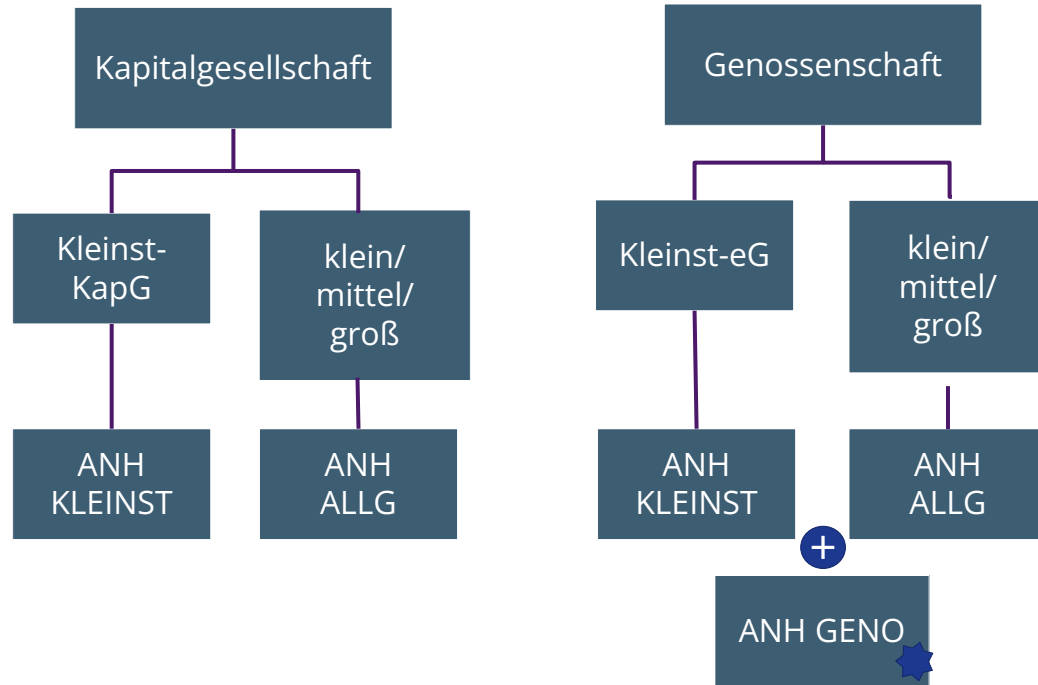 Kapitalgesellschaft
Genossenschaft
Kleinst-
KapG
klein/
mittel/
groß
Kleinst-eG
klein/
mittel/
groß
ANH
KLEINST
ANH
ALLG
ANH
KLEINST
ANH
ALLG
+
ANH GENO